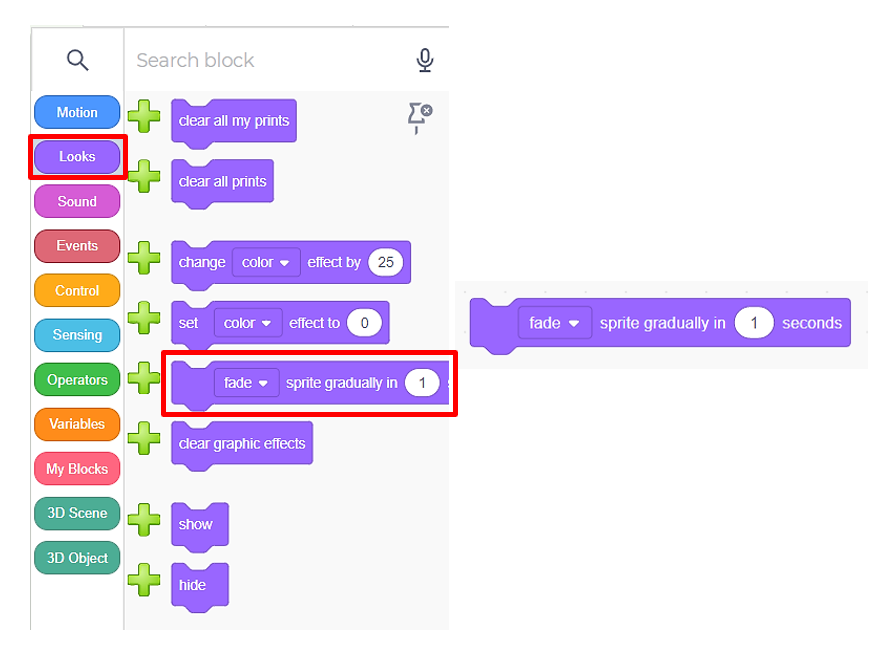 Search block
Motion
Looks
Sound
Events
Control
Sensing
Operators
Variables
My Blocks
3D Scene
3D Object
clear all my prints
clear all prints
change color effect by 25
set color effect to 0
fade sprite gradually in 1
clear graphic effects
show
hide
fade sprite gradually in 1 seconds